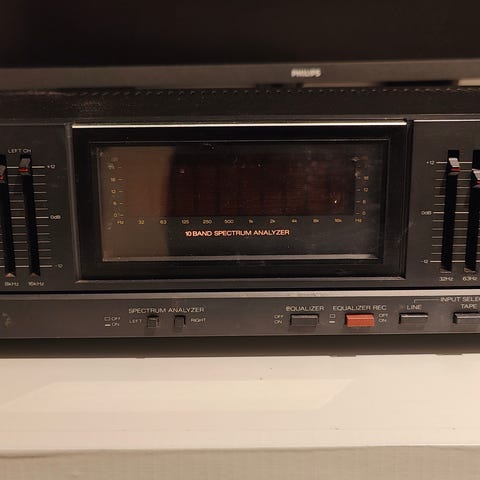 PHILIPS
LEFT CH
+12
+12
0dB
0dB
-12
-12
8kHz 16kHz
32Hz 63Hz
Hz 32 63 125 250 500 1k 2k 4k 8k 16k Hz
10 BAND SPECTRUM ANALYZER
SPECTRUM ANALYZER
OFF
ON
LEFT
RIGHT
EQUALIZER
OFF
ON
EQUALIZER REC
OFF
ON
INPUT SELEC
LINE
TAPE